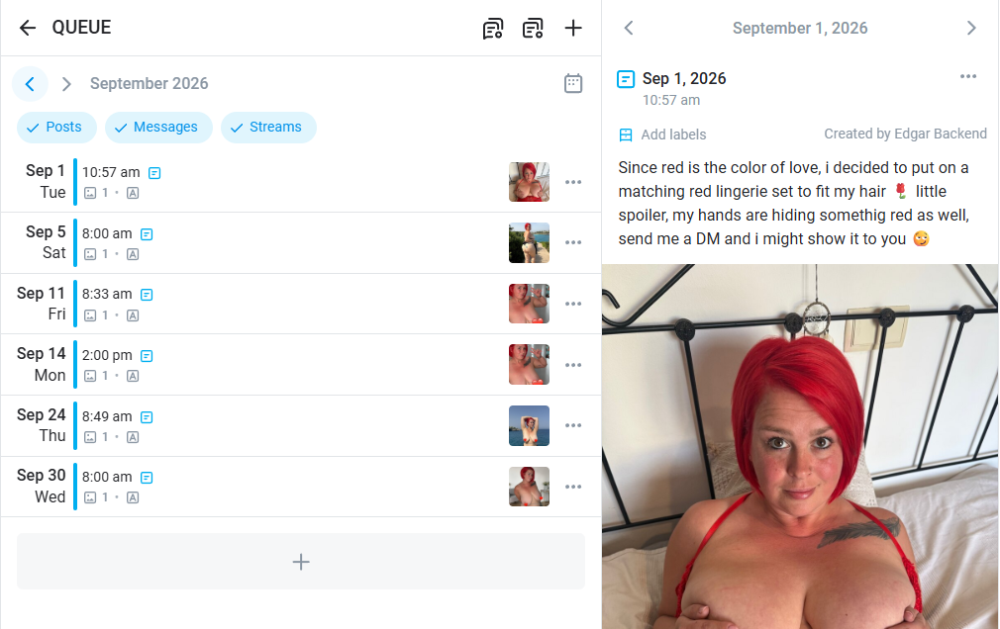 QUEUE
September 2026
Posts
Messages
Streams
Sep 1
Tue
10:57 am
1 • A
Sep 5
Sat
8:00 am
1 • A
Sep 11
Fri
8:33 am
1 • A
Sep 14
Mon
2:00 pm
1 • A
Sep 24
Thu
8:49 am
1 • A
Sep 30
Wed
8:00 am
1 • A
September 1, 2026
Sep 1, 2026
10:57 am
Add labels
Created by Edgar Backend
Since red is the color of love, i decided to put on a
matching red lingerie set to fit my hair 🌷 little
spoiler, my hands are hiding somethig red as well,
send me a DM and i might show it to you 😏